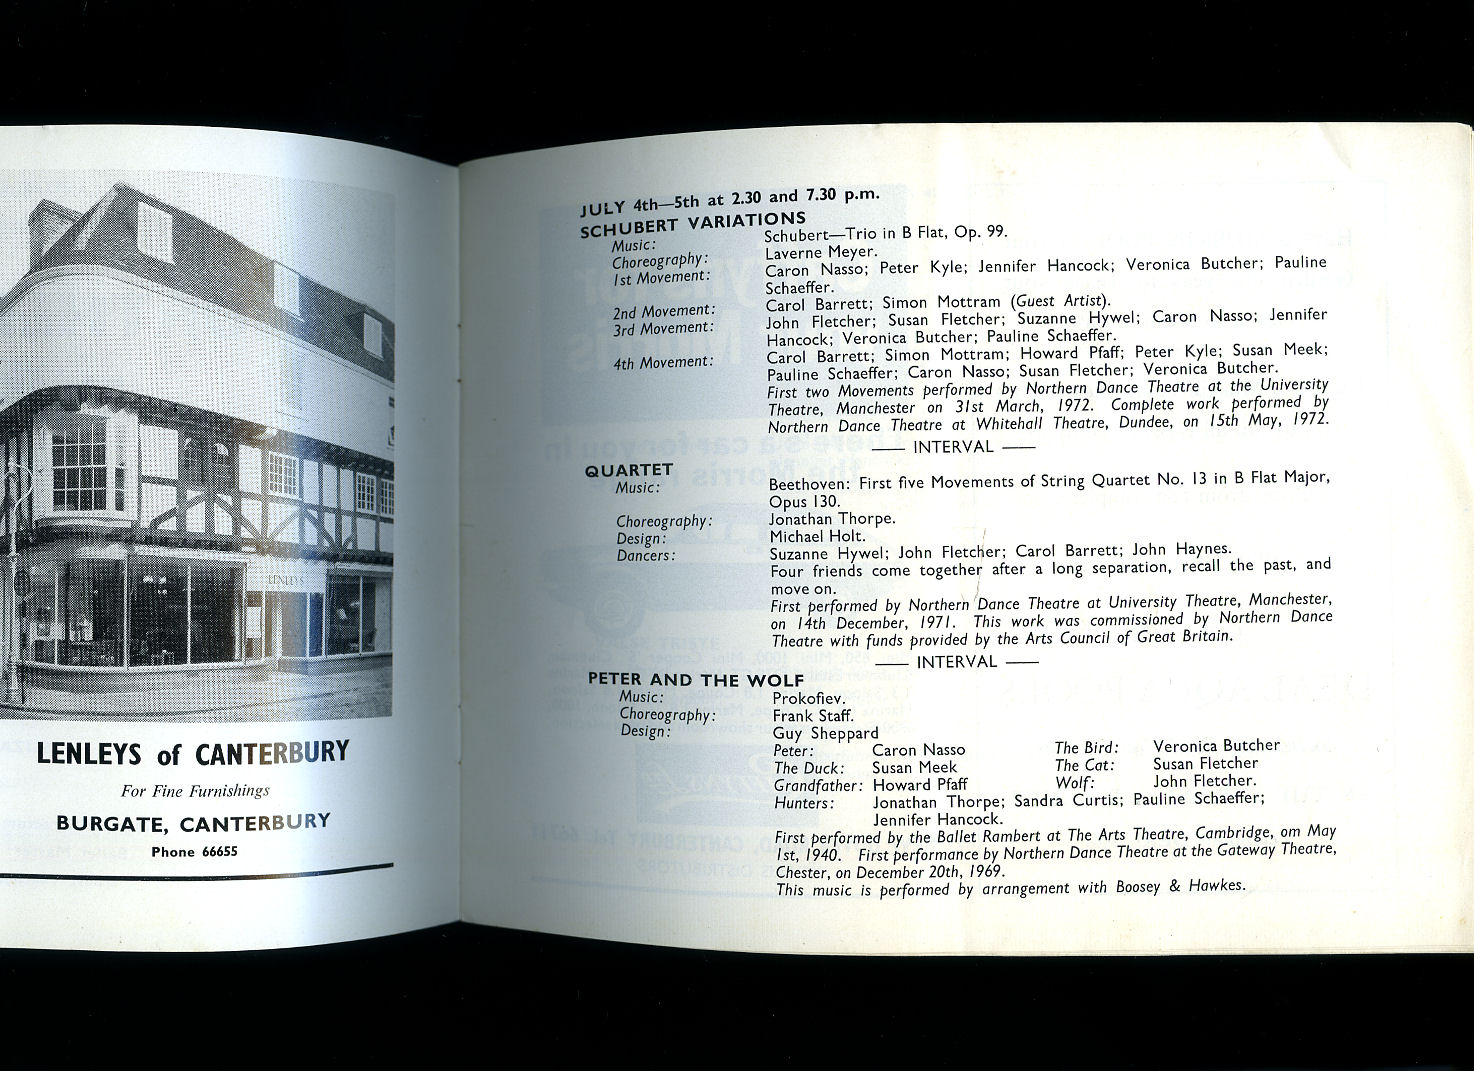 LENLEYS
LENLEYS of CANTERBURY
For Fine Furnishings
BURGATE, CANTERBURY
Phone 66655
JULY 4th—5th at 2.30 and 7.30 p.m.
SCHUBERT VARIATIONS
Music: Schubert—Trio in B Flat, Op. 99.
Choreography: Laverne Meyer.
1st Movement: Caron Nasso; Peter Kyle; Jennifer Hancock; Veronica Butcher; Pauline
Schaeffer.
2nd Movement: Carol Barrett; Simon Mottram (Guest Artist).
3rd Movement: John Fletcher; Susan Fletcher; Suzanne Hywel; Caron Nasso; Jennifer
Hancock; Veronica Butcher; Pauline Schaeffer.
4th Movement: Carol Barrett; Simon Mottram; Howard Pfaff; Peter Kyle; Susan Meek;
Pauline Schaeffer; Caron Nasso; Susan Fletcher; Veronica Butcher.
First two Movements performed by Northern Dance Theatre at the University
Theatre, Manchester on 31st March, 1972. Complete work performed by
Northern Dance Theatre at Whitehall Theatre, Dundee, on 15th May, 1972.
—— INTERVAL ——
QUARTET
Music: Beethoven: First five Movements of String Quartet No. 13 in B Flat Major,
Opus 130.
Choreography: Jonathan Thorpe.
Design: Michael Holt.
Dancers: Suzanne Hywel; John Fletcher; Carol Barrett; John Haynes.
Four friends come together after a long separation, recall the past, and
move on.
First performed by Northern Dance Theatre at University Theatre, Manchester,
on 14th December, 1971. This work was commissioned by Northern Dance
Theatre with funds provided by the Arts Council of Great Britain.
—— INTERVAL ——
PETER AND THE WOLF
Music: Prokofiev.
Choreography: Frank Staff.
Design: Guy Sheppard
Peter: Caron Nasso The Bird: Veronica Butcher
The Duck: Susan Meek The Cat: Susan Fletcher
Grandfather: Howard Pfaff Wolf: John Fletcher.
Hunters: Jonathan Thorpe; Sandra Curtis; Pauline Schaeffer;
Jennifer Hancock.
First performed by the Ballet Rambert at The Arts Theatre, Cambridge, om May
1st, 1940. First performance by Northern Dance Theatre at the Gateway Theatre,
Chester, on December 20th, 1969.
This music is performed by arrangement with Boosey & Hawkes.